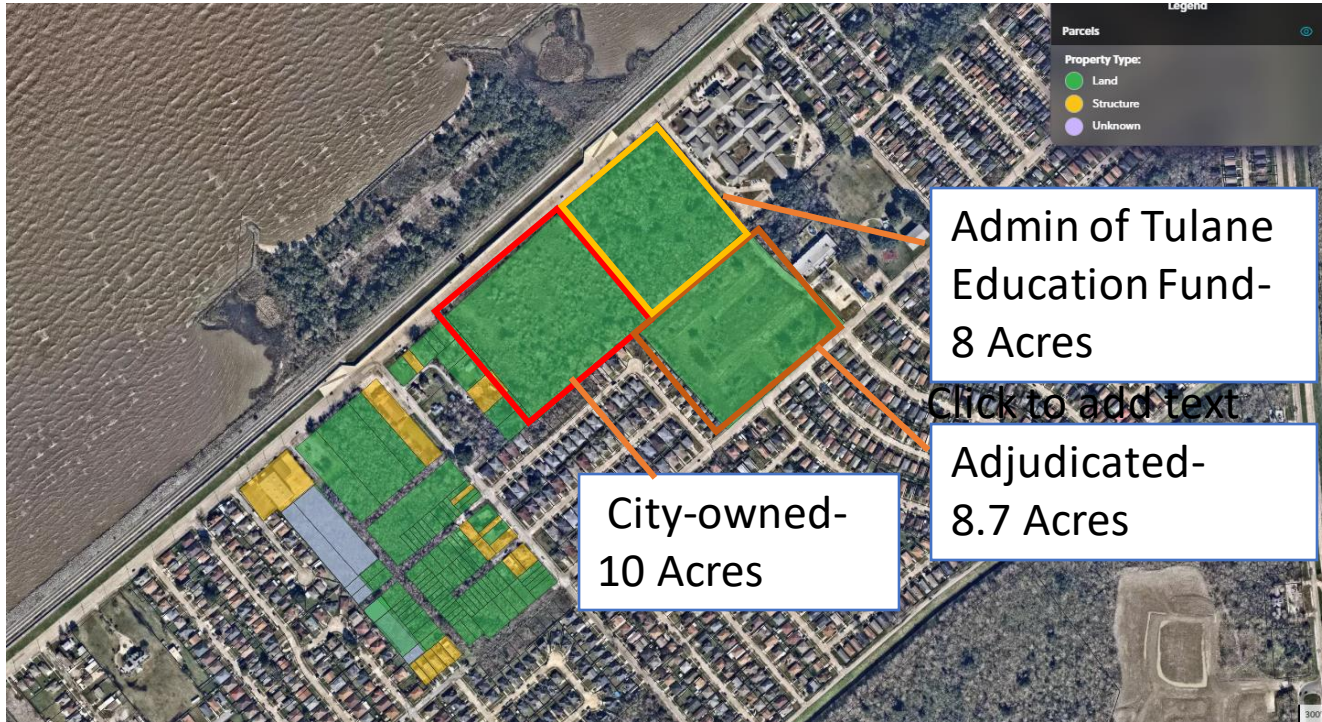 Legend
Parcels
Property Type:
Land
Structure
Unknown
Admin of Tulane
Education Fund-
8 Acres
Click to add text
Adjudicated-
8.7 Acres
City-owned-
10 Acres
300'